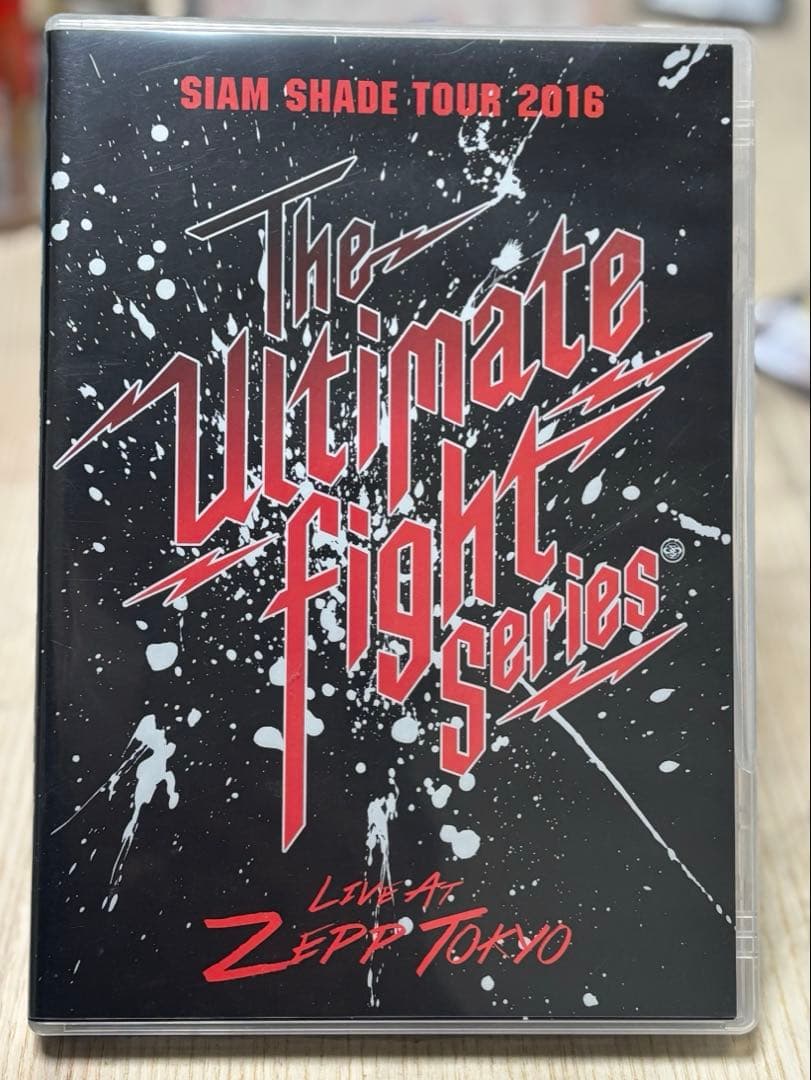 SIAM SHADE TOUR 2016
The
Ultimate
fight
Series
LIVE AT
ZEPP TOKYO